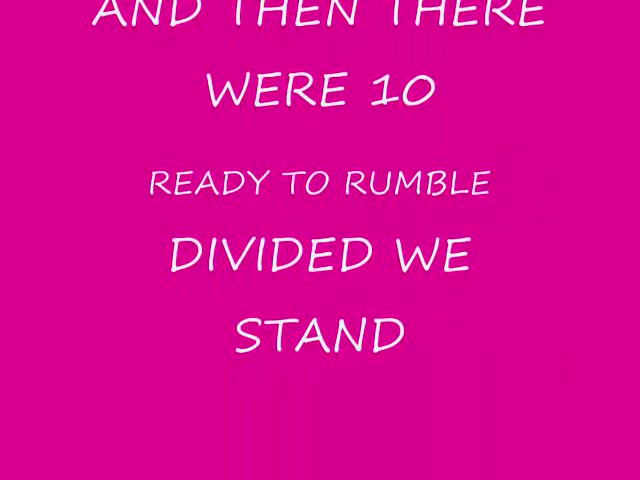 AND THEN THERE
WERE 10
READY TO RUMBLE
DIVIDED WE
STAND